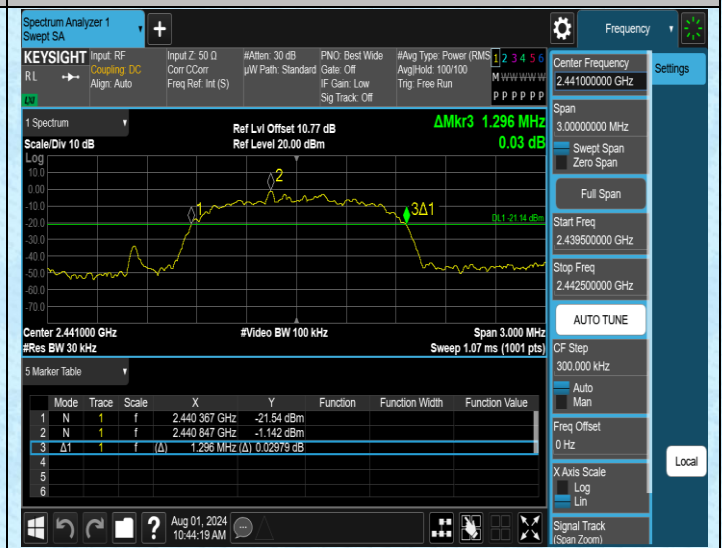 Spectrum Analyzer 1
Swept SA
Frequency
KEYSIGHT
RL
LXI
Input: RF
Coupling: DC
Align: Auto
Input Z: 50 Ω
Corr CCorr
Freq Ref: Int (S)
#Atten: 30 dB
µW Path: Standard
PNO: Best Wide
Gate: Off
IF Gain: Low
Sig Track: Off
#Avg Type: Power (RMS)
Avg|Hold: 100/100
Trig: Free Run
1 2 3 4 5 6
M W W W W W
P P P P P P
1 Spectrum
Scale/Div 10 dB
Ref Lvl Offset 10.77 dB
Ref Level 20.00 dBm
ΔMkr3 1.296 MHz
0.03 dB
Log
10.0
0.00
-10.0
-20.0
-30.0
-40.0
-50.0
-60.0
-70.0
1
2
3Δ1
DL1 -21.14 dBm
Center 2.441000 GHz
#Video BW 100 kHz
Span 3.000 MHz
#Res BW 30 kHz
Sweep 1.07 ms (1001 pts)
5 Marker Table
Mode Trace Scale X Y Function Function Width Function Value
1 N 1 f 2.440 367 GHz -21.54 dBm
2 N 1 f 2.440 847 GHz -1.142 dBm
3 Δ1 1 f (Δ) 1.296 MHz (Δ) 0.02979 dB
4
5
6
Aug 01, 2024
10:44:19 AM
Center Frequency
2.441000000 GHz
Span
3.00000000 MHz
Swept Span
Zero Span
Full Span
Start Freq
2.439500000 GHz
Stop Freq
2.442500000 GHz
AUTO TUNE
CF Step
300.000 kHz
Auto
Man
Freq Offset
0 Hz
X Axis Scale
Log
Lin
Signal Track
(Span Zoom)
Settings
Local